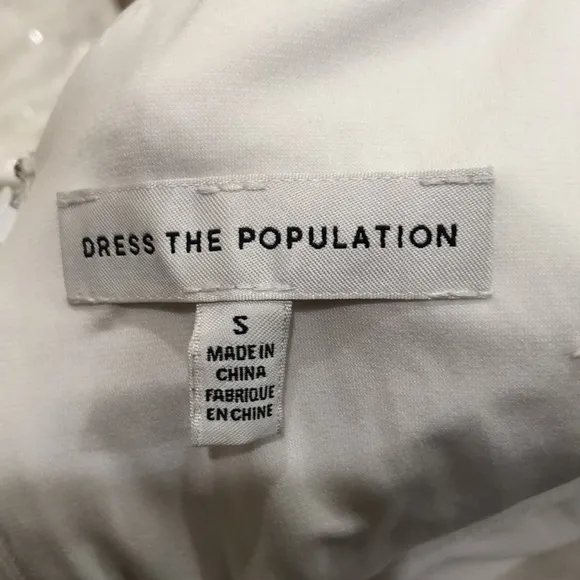 DRESS THE POPULATION
S
MADE IN
CHINA
FABRIQUE
EN CHINE